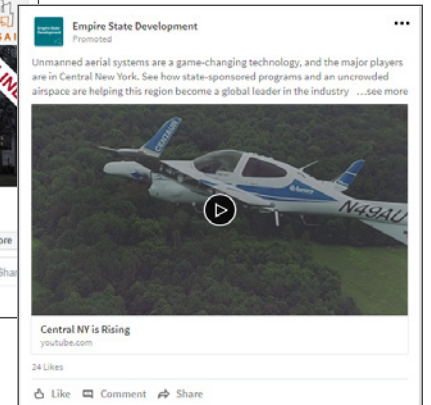 Empire State Development
Promoted
Unmanned aerial systems are a game-changing technology, and the major players
are in Central New York. See how state-sponsored programs and an uncrowded
airspace are helping this region become a global leader in the industry ...see more
CENTAUR
N49AU
Central NY is Rising
youtube.com
24 Likes
Like Comment Share